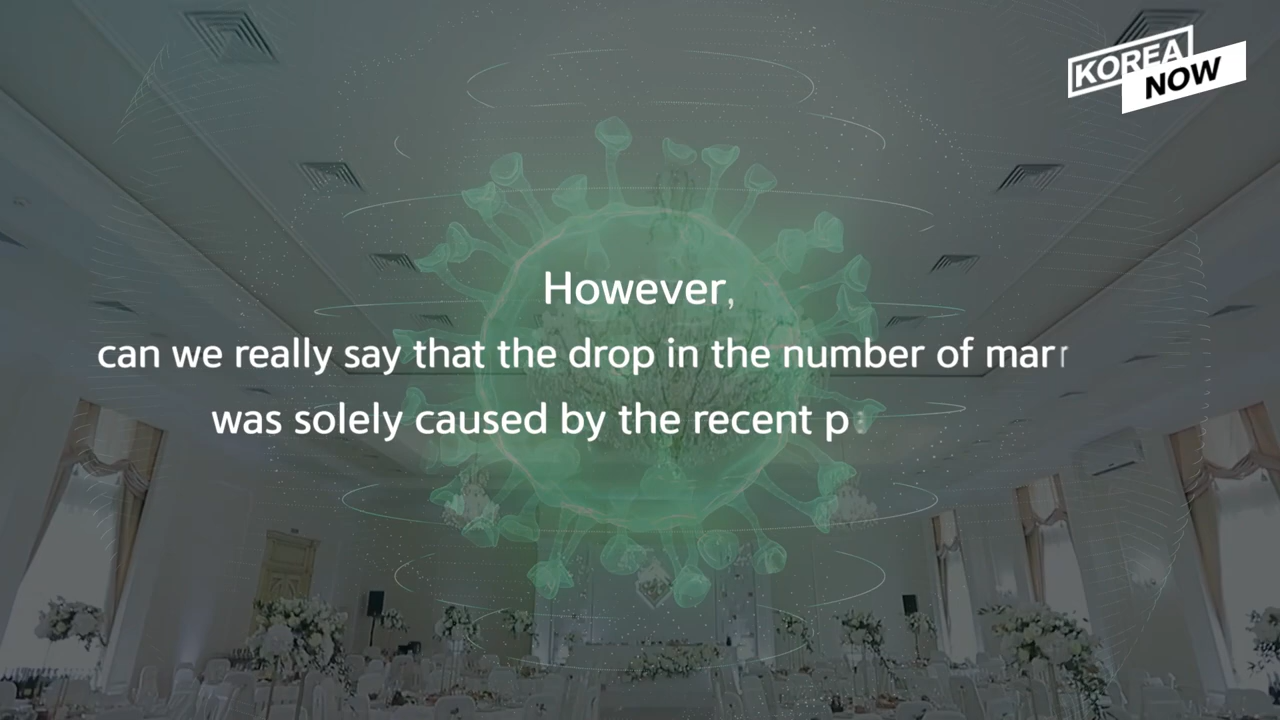 KOREA
NOW
However,
can we really say that the drop in the number of marr
was solely caused by the recent p